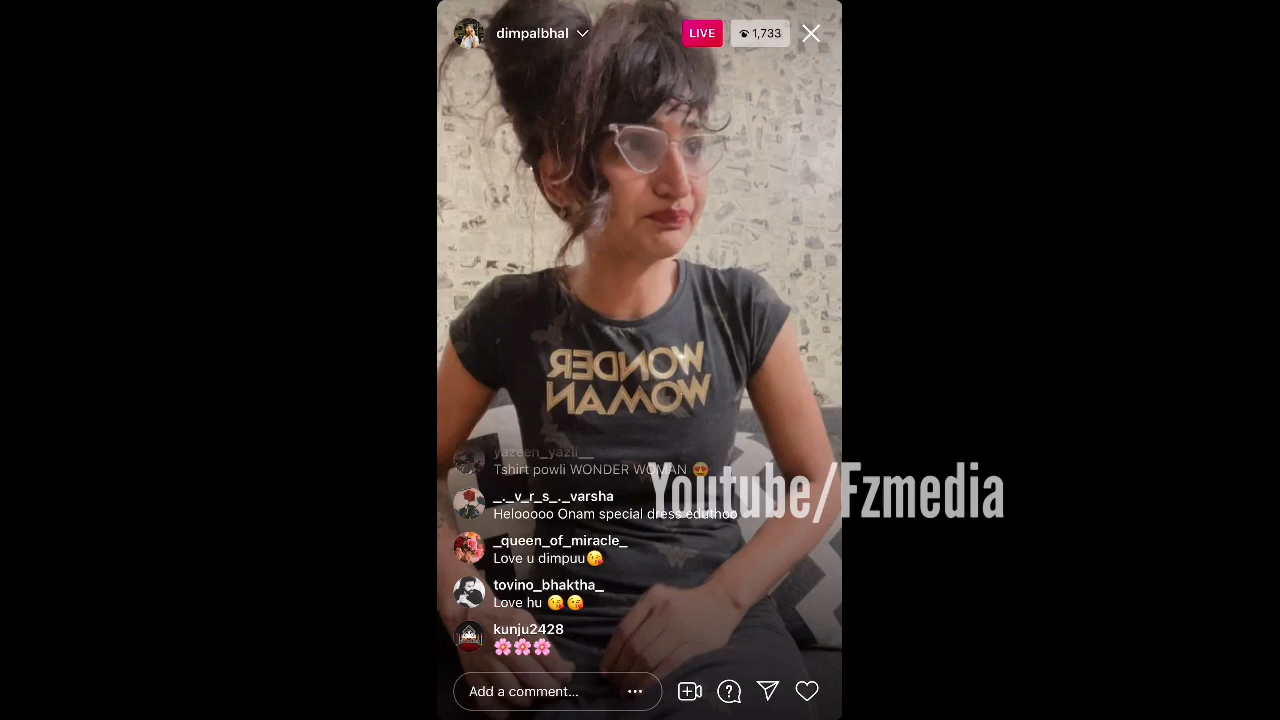 dimpalbhal
LIVE
1,733
WONDER
WOMAN
yazeen_yazil__
Tshirt powli WONDER WOMAN 😍
_._v_r_s_._varsha
Helooooo Onam special dress eduthoo
Youtube/Fzmedia
_queen_of_miracle_
Love u dimpuu😘
tovino_bhaktha_
Love hu 😘😘
kunju2428
🌸🌸🌸
Add a comment...